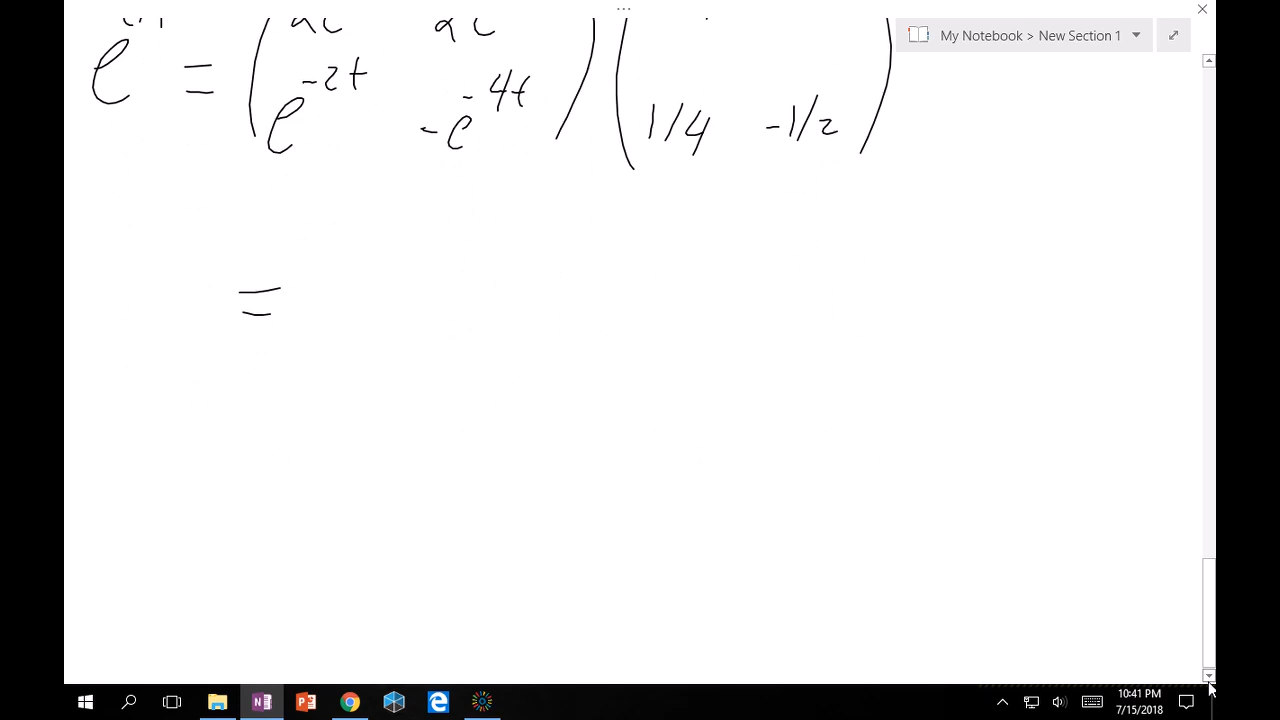 My Notebook > New Section 1
e = ( e^{-2t} -e^{-4t} ) ( 1/4 -1/2 )
=
10:41 PM
7/15/2018